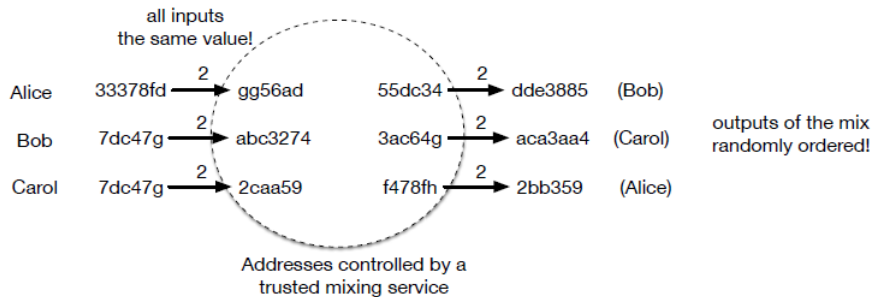 all inputs
the same value!
Alice 33378fd 2 gg56ad 55dc34 2 dde3885 (Bob)
Bob 7dc47g 2 abc3274 3ac64g 2 aca3aa4 (Carol)
Carol 7dc47g 2 2caa59 f478fh 2 2bb359 (Alice)
outputs of the mix
randomly ordered!
Addresses controlled by a
trusted mixing service